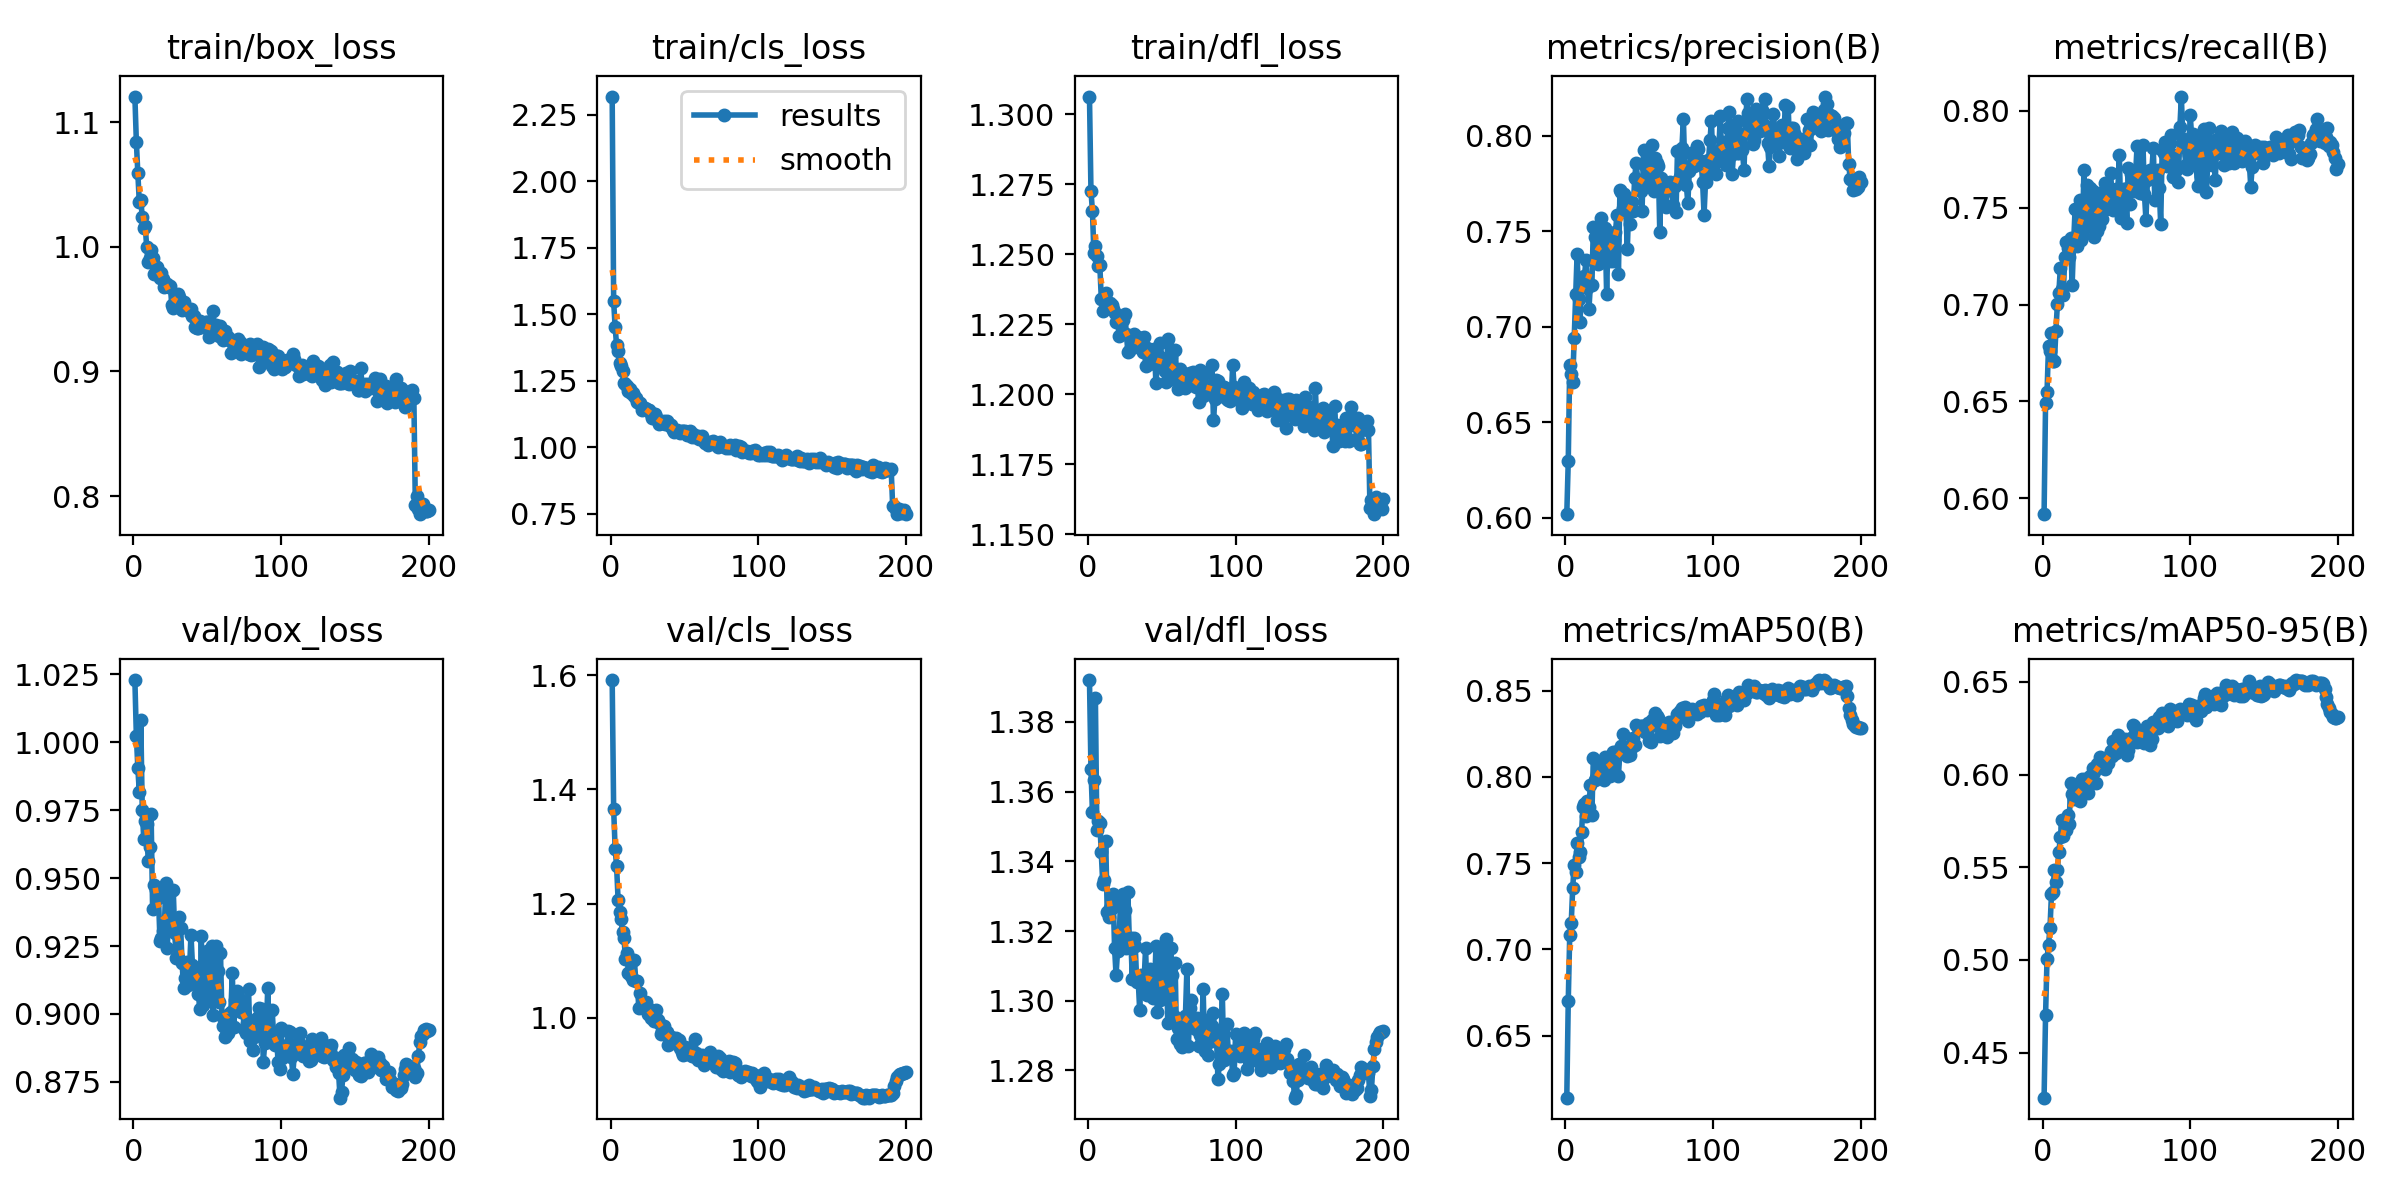 train/box_loss
train/cls_loss
train/dfl_loss
metrics/precision(B)
metrics/recall(B)
1.1
1.0
0.9
0.8
0 100 200
2.25
2.00
1.75
1.50
1.25
1.00
0.75
results
smooth
0 100 200
1.300
1.275
1.250
1.225
1.200
1.175
1.150
0 100 200
0.80
0.75
0.70
0.65
0.60
0 100 200
0.80
0.75
0.70
0.65
0.60
0 100 200
val/box_loss
val/cls_loss
val/dfl_loss
metrics/mAP50(B)
metrics/mAP50-95(B)
1.025
1.000
0.975
0.950
0.925
0.900
0.875
0 100 200
1.6
1.4
1.2
1.0
0 100 200
1.38
1.36
1.34
1.32
1.30
1.28
0 100 200
0.85
0.80
0.75
0.70
0.65
0 100 200
0.65
0.60
0.55
0.50
0.45
0 100 200